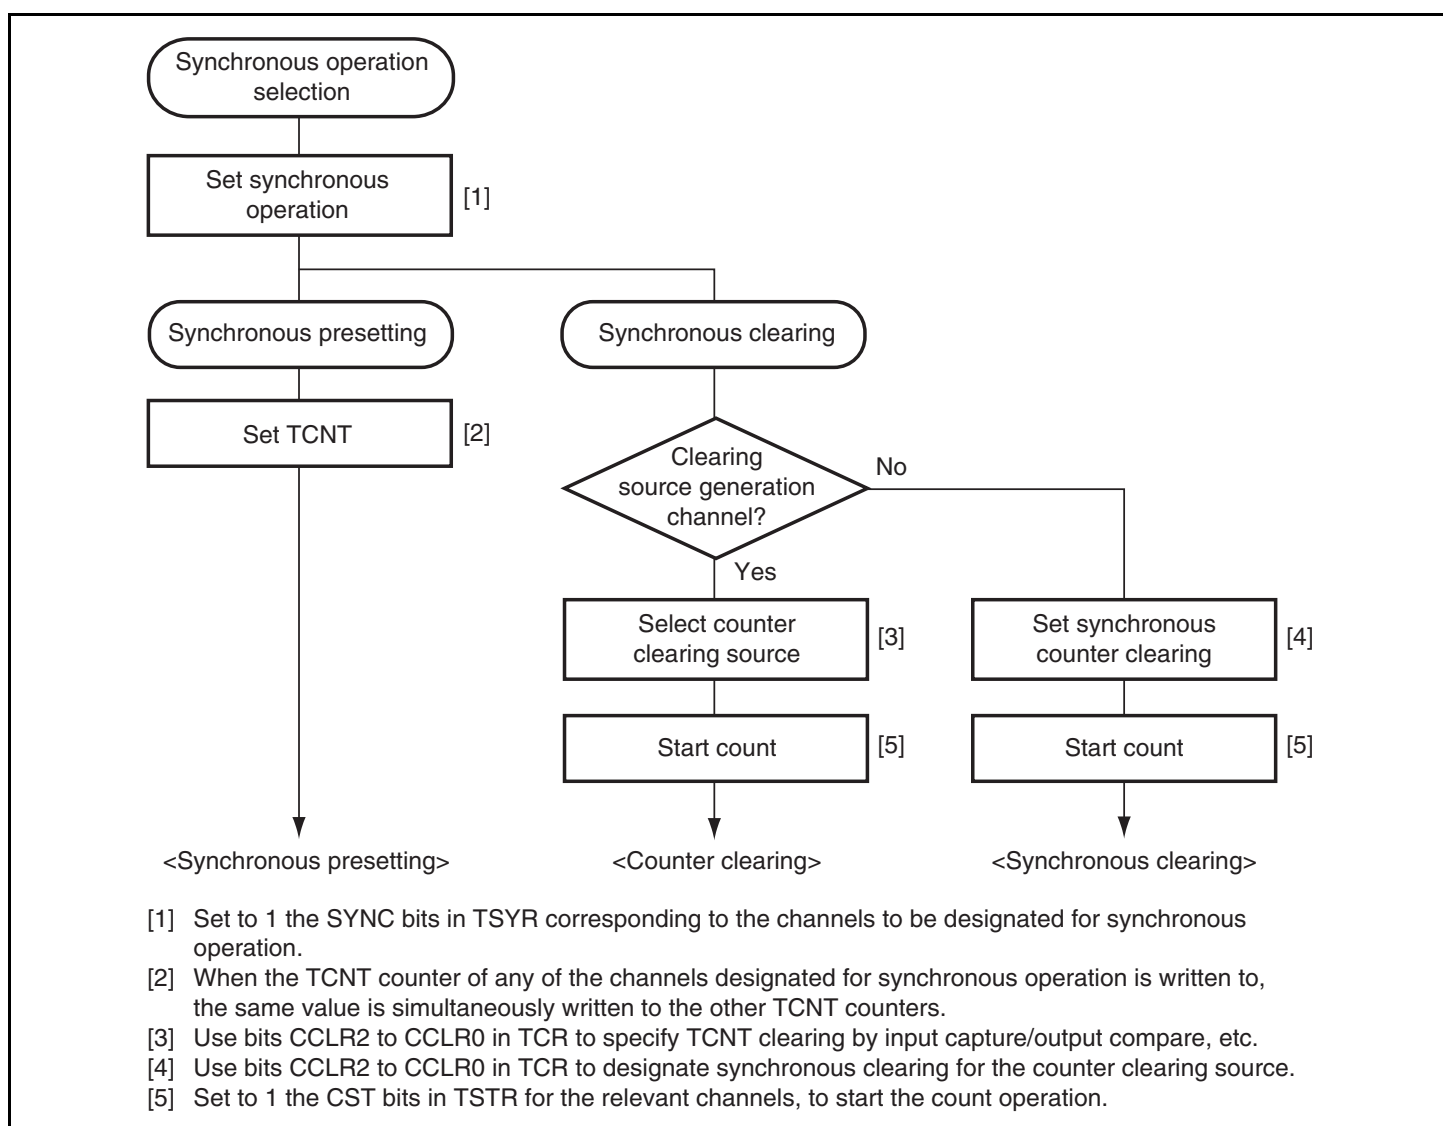 Synchronous operation
selection
Set synchronous
operation
[1]
Synchronous presetting
Synchronous clearing
Set TCNT
[2]
Clearing
source generation
channel?
No
Yes
Select counter
clearing source
[3]
Set synchronous
counter clearing
[4]
Start count
[5]
Start count
[5]
<Synchronous presetting>
<Counter clearing>
<Synchronous clearing>
[1] Set to 1 the SYNC bits in TSYR corresponding to the channels to be designated for synchronous
operation.
[2] When the TCNT counter of any of the channels designated for synchronous operation is written to,
the same value is simultaneously written to the other TCNT counters.
[3] Use bits CCLR2 to CCLR0 in TCR to specify TCNT clearing by input capture/output compare, etc.
[4] Use bits CCLR2 to CCLR0 in TCR to designate synchronous clearing for the counter clearing source.
[5] Set to 1 the CST bits in TSTR for the relevant channels, to start the count operation.